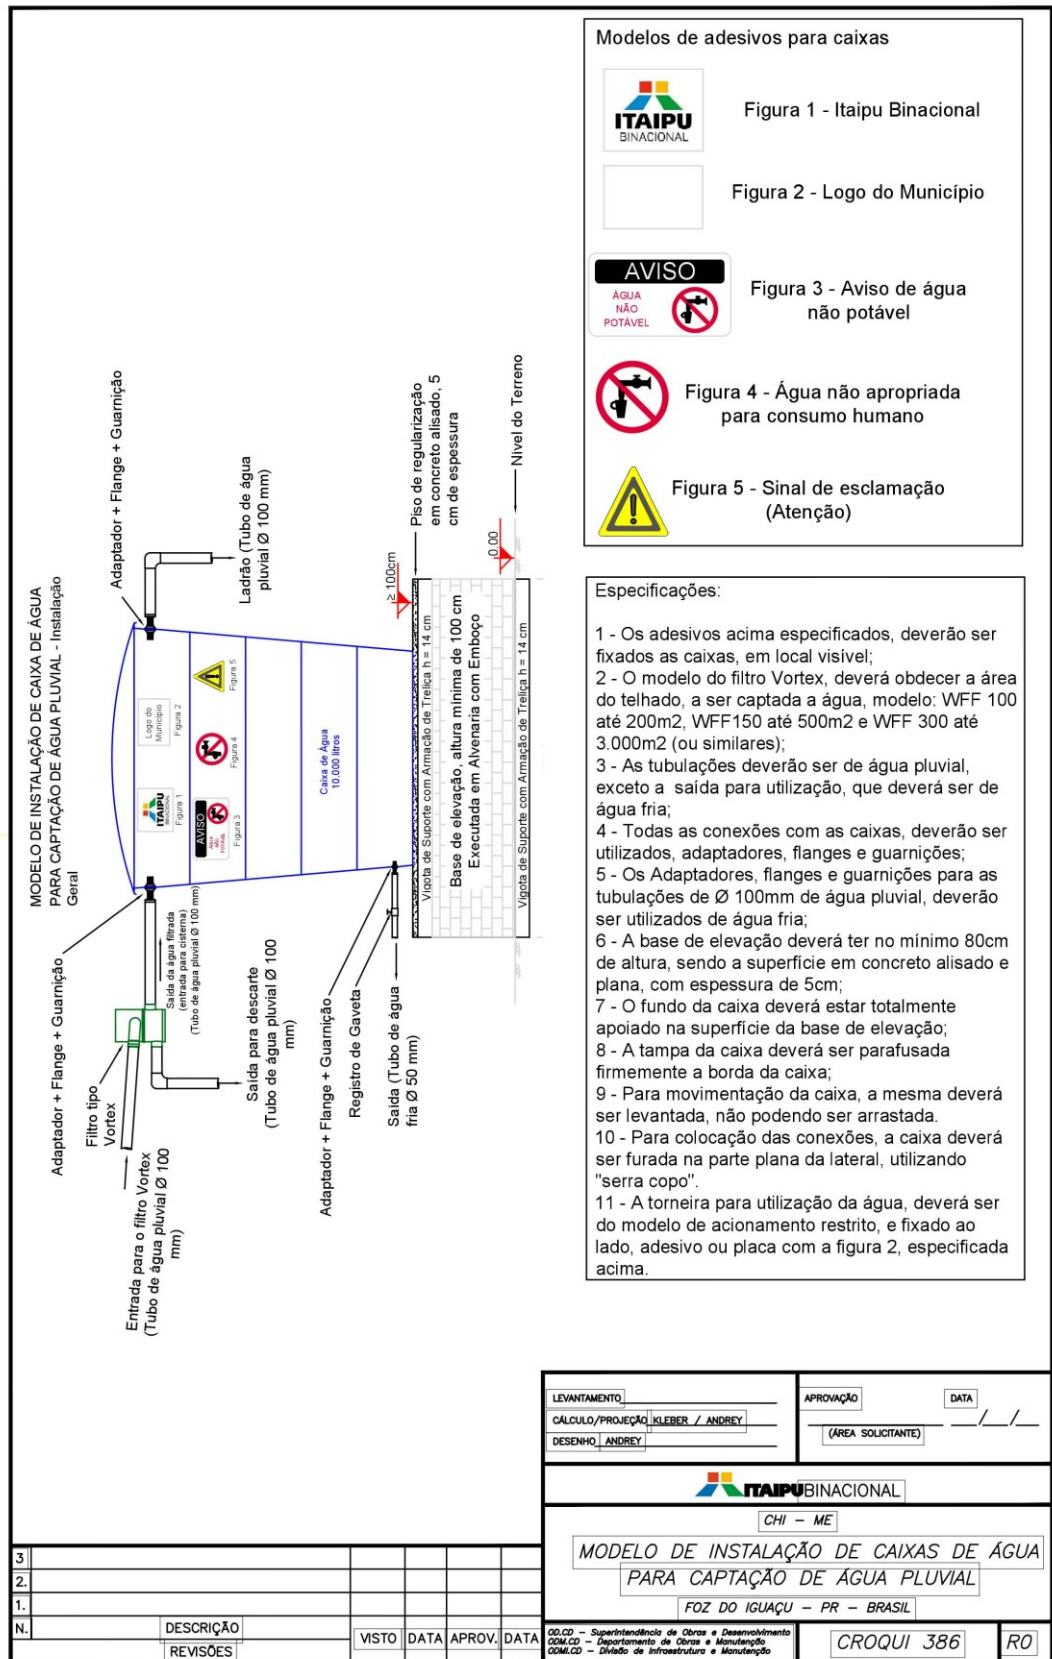 Modelos de adesivos para caixas
ITAIPU
BINACIONAL
Figura 1 - Itaipu Binacional
Figura 2 - Logo do Município
AVISO
ÁGUA
NÃO
POTÁVEL
Figura 3 - Aviso de água
não potável
Figura 4 - Água não apropriada
para consumo humano
Figura 5 - Sinal de esclamação
(Atenção)
Especificações:
1 - Os adesivos acima especificados, deverão ser
fixados as caixas, em local visível;
2 - O modelo do filtro Vortex, deverá obdecer a área
do telhado, a ser captada a água, modelo: WFF 100
até 200m2, WFF150 até 500m2 e WFF 300 até
3.000m2 (ou similares);
3 - As tubulações deverão ser de água pluvial,
exceto a saída para utilização, que deverá ser de
água fria;
4 - Todas as conexões com as caixas, deverão ser
utilizados, adaptadores, flanges e guarnições;
5 - Os Adaptadores, flanges e guarnições para as
tubulações de Ø 100mm de água pluvial, deverão
ser utilizados de água fria;
6 - A base de elevação deverá ter no mínimo 80cm
de altura, sendo a superfície em concreto alisado e
plana, com espessura de 5cm;
7 - O fundo da caixa deverá estar totalmente
apoiado na superfície da base de elevação;
8 - A tampa da caixa deverá ser parafusada
firmemente a borda da caixa;
9 - Para movimentação da caixa, a mesma deverá
ser levantada, não podendo ser arrastada.
10 - Para colocação das conexões, a caixa deverá
ser furada na parte plana da lateral, utilizando
"serra copo".
11 - A torneira para utilização da água, deverá ser
do modelo de acionamento restrito, e fixado ao
lado, adesivo ou placa com a figura 2, especificada
acima.
MODELO DE INSTALAÇÃO DE CAIXA DE ÁGUA
PARA CAPTAÇÃO DE ÁGUA PLUVIAL - Instalação
Geral
Adaptador + Flange + Guarnição
Ladrão (Tubo de água
pluvial Ø 100 mm)
Piso de regularização
em concreto alisado, 5
cm de espessura
Nível do Terreno
≥ 100cm
0.00
Logo do
Município
Figura 2
ITAIPU
BINACIONAL
Figura 1
Figura 5
Figura 4
AVISO
ÁGUA
NÃO
POTÁVEL
Figura 3
Caixa de Água
10.000 litros
Vigota de Suporte com Armação de Treliça h = 14 cm
Base de elevação, altura mínima de 100 cm
Executada em Alvenaria com Emboço
Vigota de Suporte com Armação de Treliça h = 14 cm
Adaptador + Flange + Guarnição
Filtro tipo
Vortex
Entrada para o filtro Vortex
(Tubo de água pluvial Ø 100
mm)
Saída da água filtrada
(entrada para cisterna)
(Tubo de água pluvial Ø 100 mm)
Saída para descarte
(Tubo de água pluvial Ø 100
mm)
Adaptador + Flange + Guarnição
Registro de Gaveta
Saída (Tubo de água
fria Ø 50 mm)
LEVANTAMENTO
CÁLCULO/PROJEÇÃO KLEBER / ANDREY
DESENHO ANDREY
APROVAÇÃO DATA
/ /
(ÁREA SOLICITANTE)
ITAIPUBINACIONAL
CHI - ME
MODELO DE INSTALAÇÃO DE CAIXAS DE ÁGUA
PARA CAPTAÇÃO DE ÁGUA PLUVIAL
FOZ DO IGUAÇU - PR - BRASIL
OD.CD - Superintendência de Obras e Desenvolvimento
ODM.CD - Departamento de Obras e Manutenção
ODMI.CD - Divisão de Infraestrutura e Manutenção
CROQUI 386
R0
3
2.
1.
N. DESCRIÇÃO VISTO DATA APROV. DATA
REVISÕES